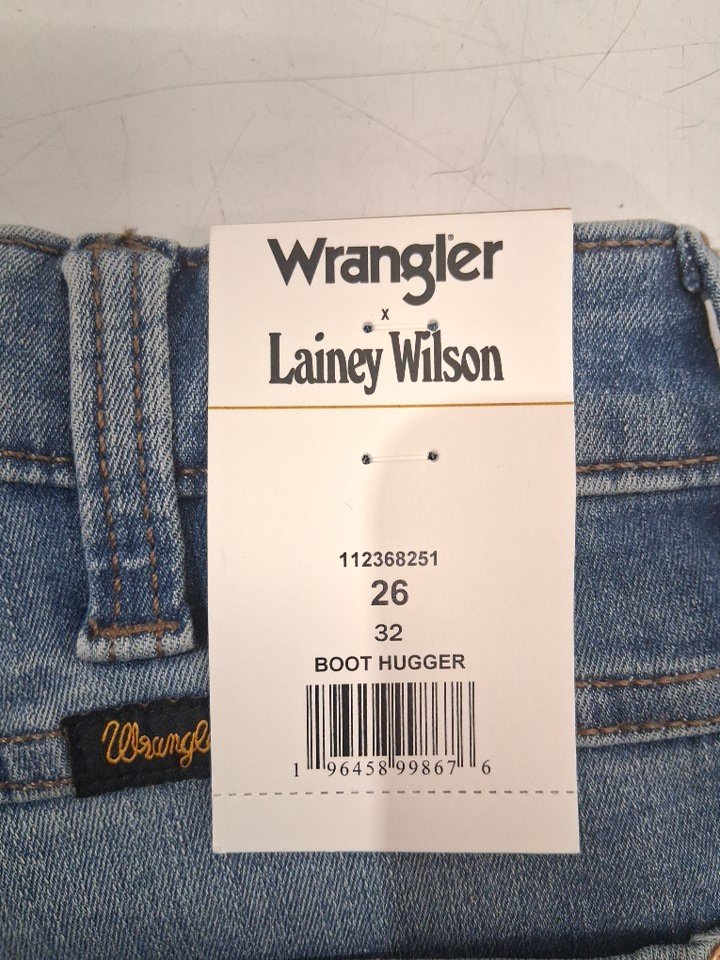 Wrangler®
x
Lainey Wilson
112368251
26
32
BOOT HUGGER
1 96458 99867 6